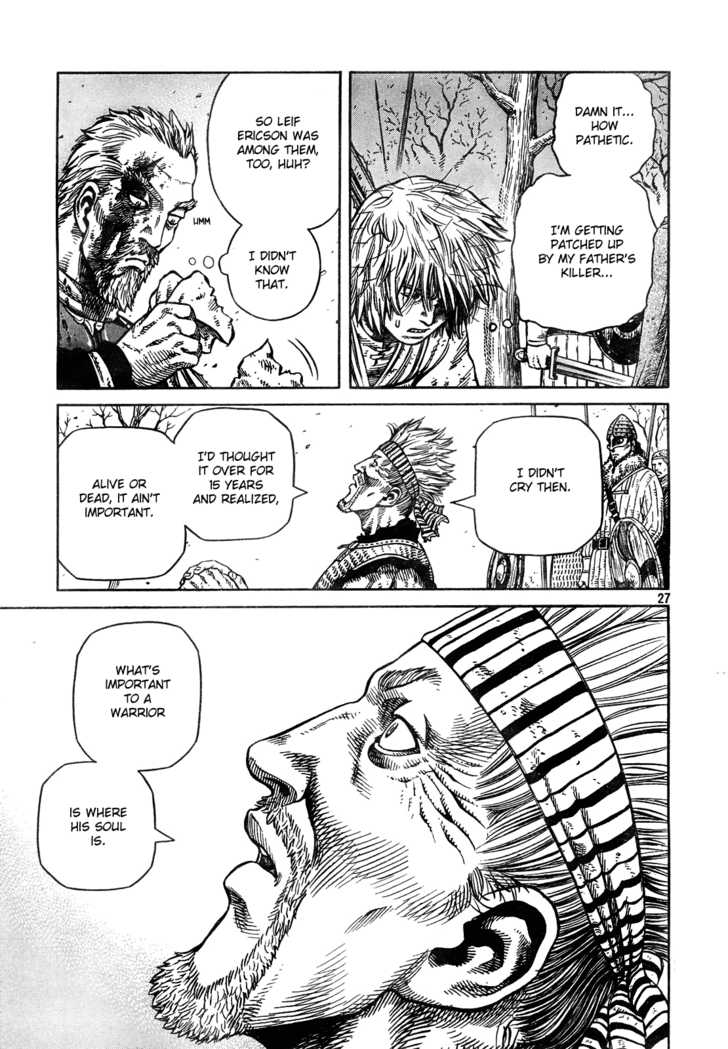 DAMN IT...
HOW
PATHETIC.
I'M GETTING
PATCHED UP
BY MY FATHER'S
KILLER...
SO LEIF
ERICSON WAS
AMONG THEM,
TOO, HUH?
UMM
I DIDN'T
KNOW
THAT.
I DIDN'T
CRY THEN.
I'D THOUGHT
IT OVER FOR
15 YEARS
AND REALIZED,
ALIVE OR
DEAD, IT AIN'T
IMPORTANT.
27
WHAT'S
IMPORTANT
TO A
WARRIOR
IS WHERE
HIS SOUL
IS.